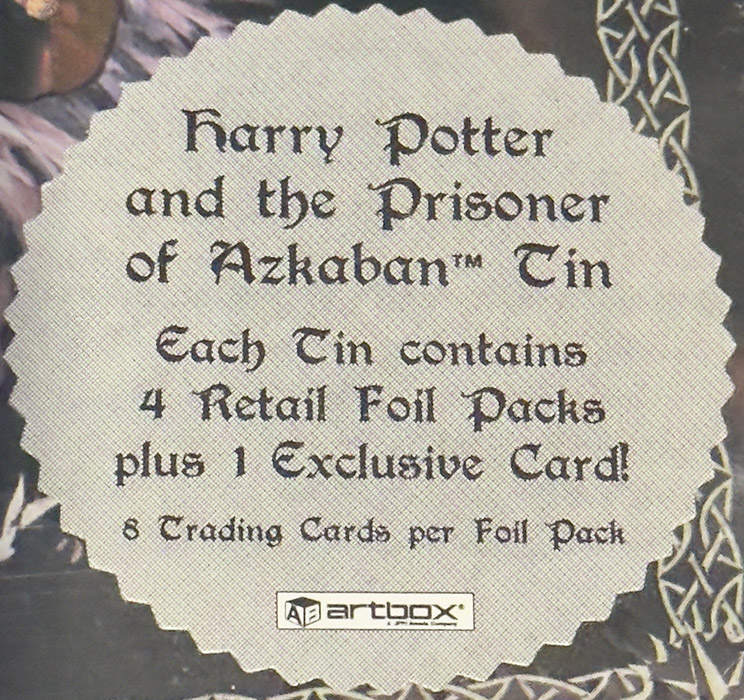 Harry Potter
and the Prisoner
of Azkaban™ Tin
Each Tin contains
4 Retail Foil Packs
plus 1 Exclusive Card!
8 Trading Cards per Foil Pack
artbox®